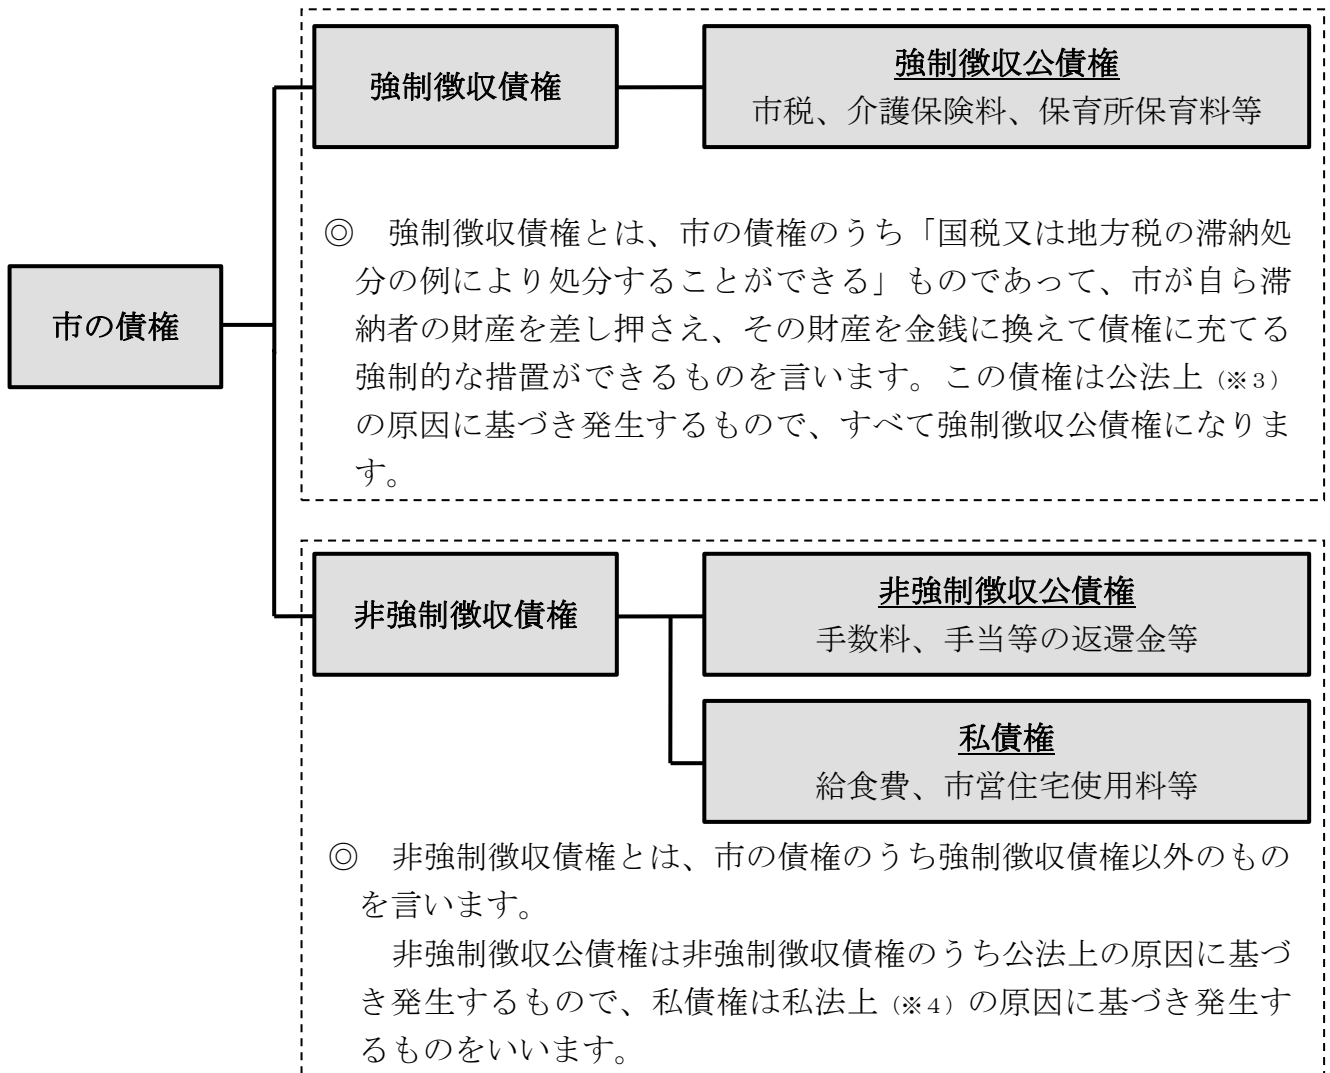 強制徴収債権
強制徴収公債権
市税、介護保険料、保育所保育料等
◎　強制徴収債権とは、市の債権のうち「国税又は地方税の滞納処
分の例により処分することができる」ものであって、市が自ら滞
納者の財産を差し押さえ、その財産を金銭に換えて債権に充てる
強制的な措置ができるものを言います。この債権は公法上（※3）
の原因に基づき発生するもので、すべて強制徴収公債権になりま
す。
市の債権
非強制徴収債権
非強制徴収公債権
手数料、手当等の返還金等
私債権
給食費、市営住宅使用料等
◎　非強制徴収債権とは、市の債権のうち強制徴収債権以外のもの
を言います。
非強制徴収公債権は非強制徴収債権のうち公法上の原因に基づ
き発生するもので、私債権は私法上（※4）の原因に基づき発生す
るものをいいます。